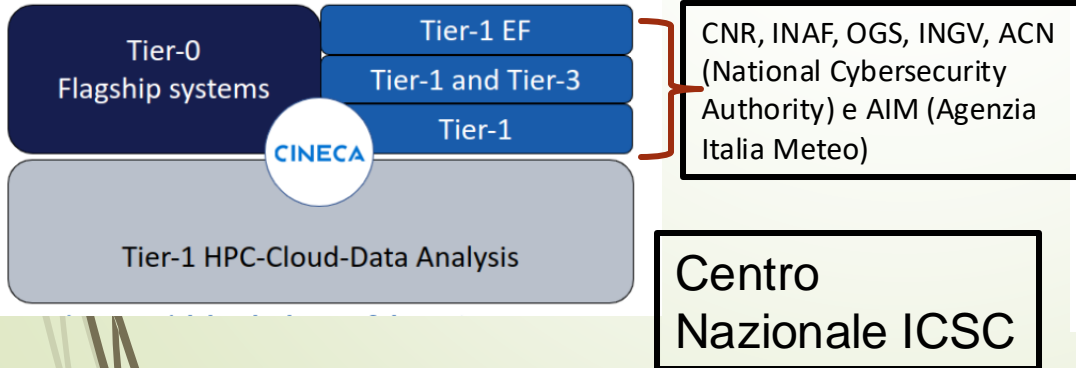 Tier-0
Flagship systems
Tier-1 EF
Tier-1 and Tier-3
Tier-1
CINECA
Tier-1 HPC-Cloud-Data Analysis
CNR, INAF, OGS, INGV, ACN
(National Cybersecurity
Authority) e AIM (Agenzia
Italia Meteo)
Centro
Nazionale ICSC